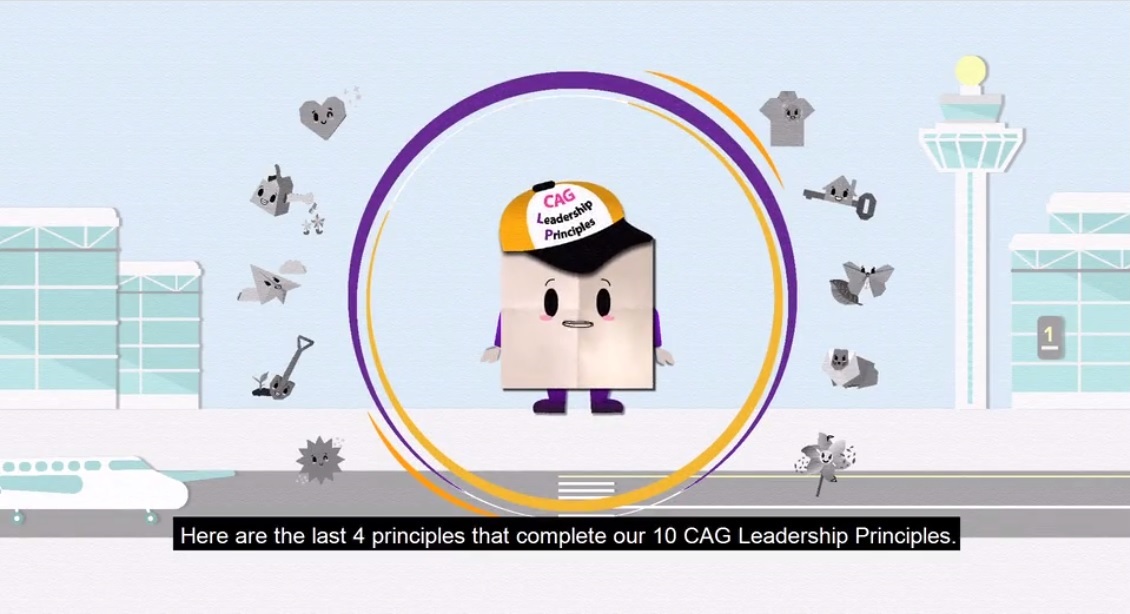 CAG
Leadership
Principles
1
Here are the last 4 principles that complete our 10 CAG Leadership Principles.